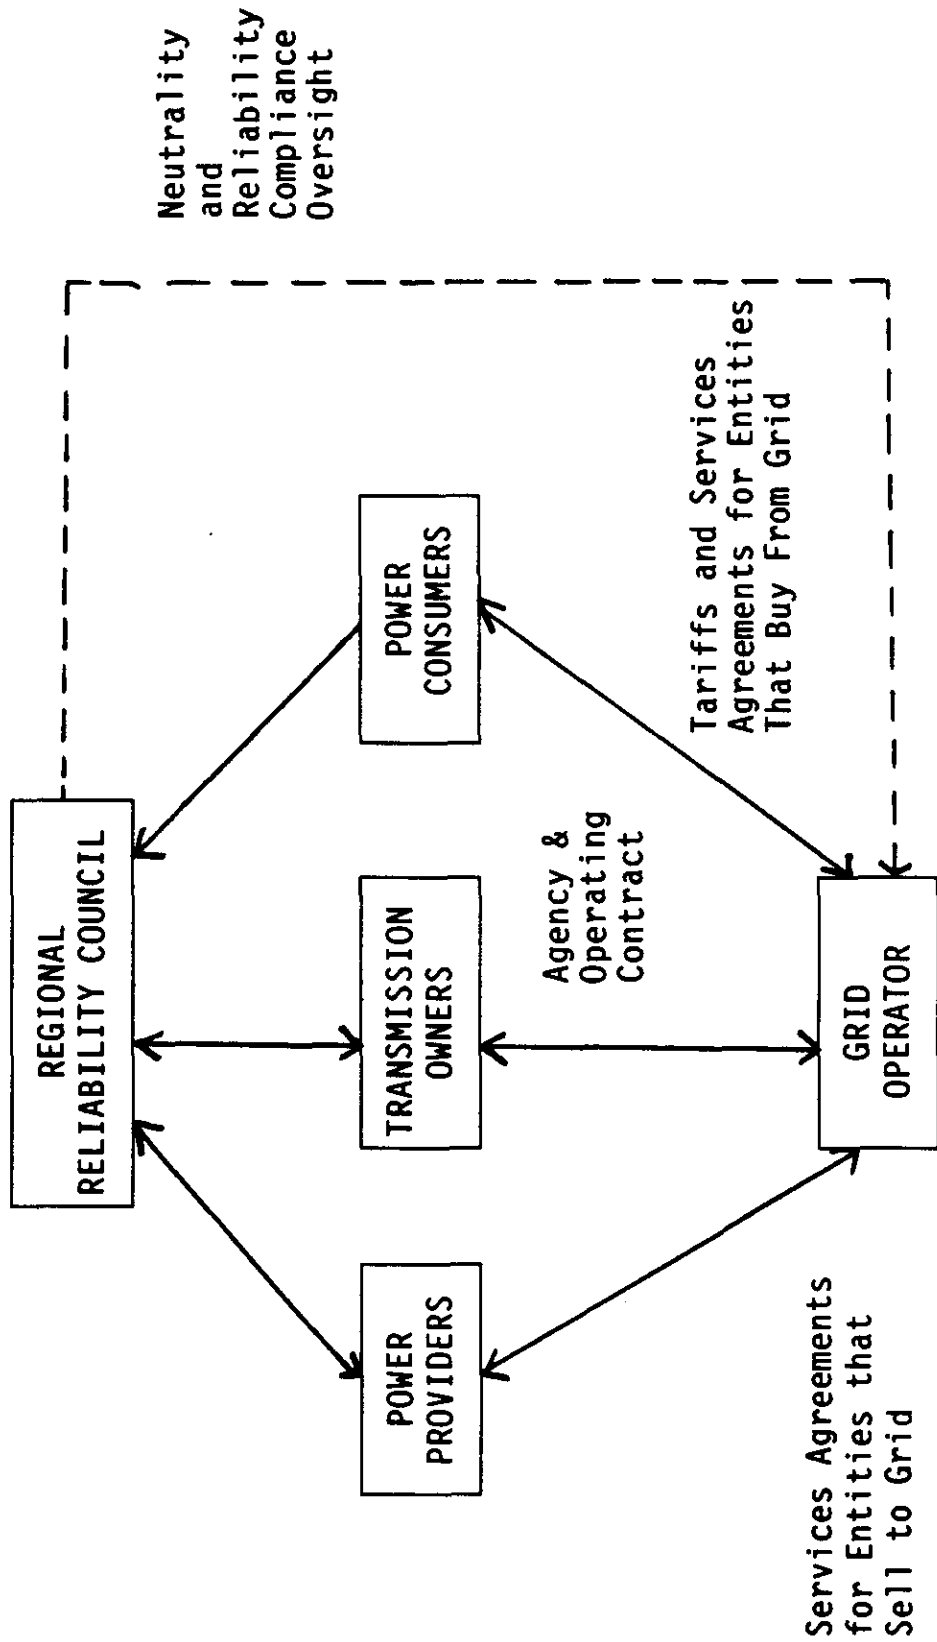 REGIONAL
RELIABILITY COUNCIL
Neutrality
and
Reliability
Compliance
Oversight
POWER
PROVIDERS
TRANSMISSION
OWNERS
POWER
CONSUMERS
Agency &
Operating
Contract
Tariffs and Services
Agreements for Entities
That Buy From Grid
Services Agreements
for Entities that
Sell to Grid
GRID
OPERATOR